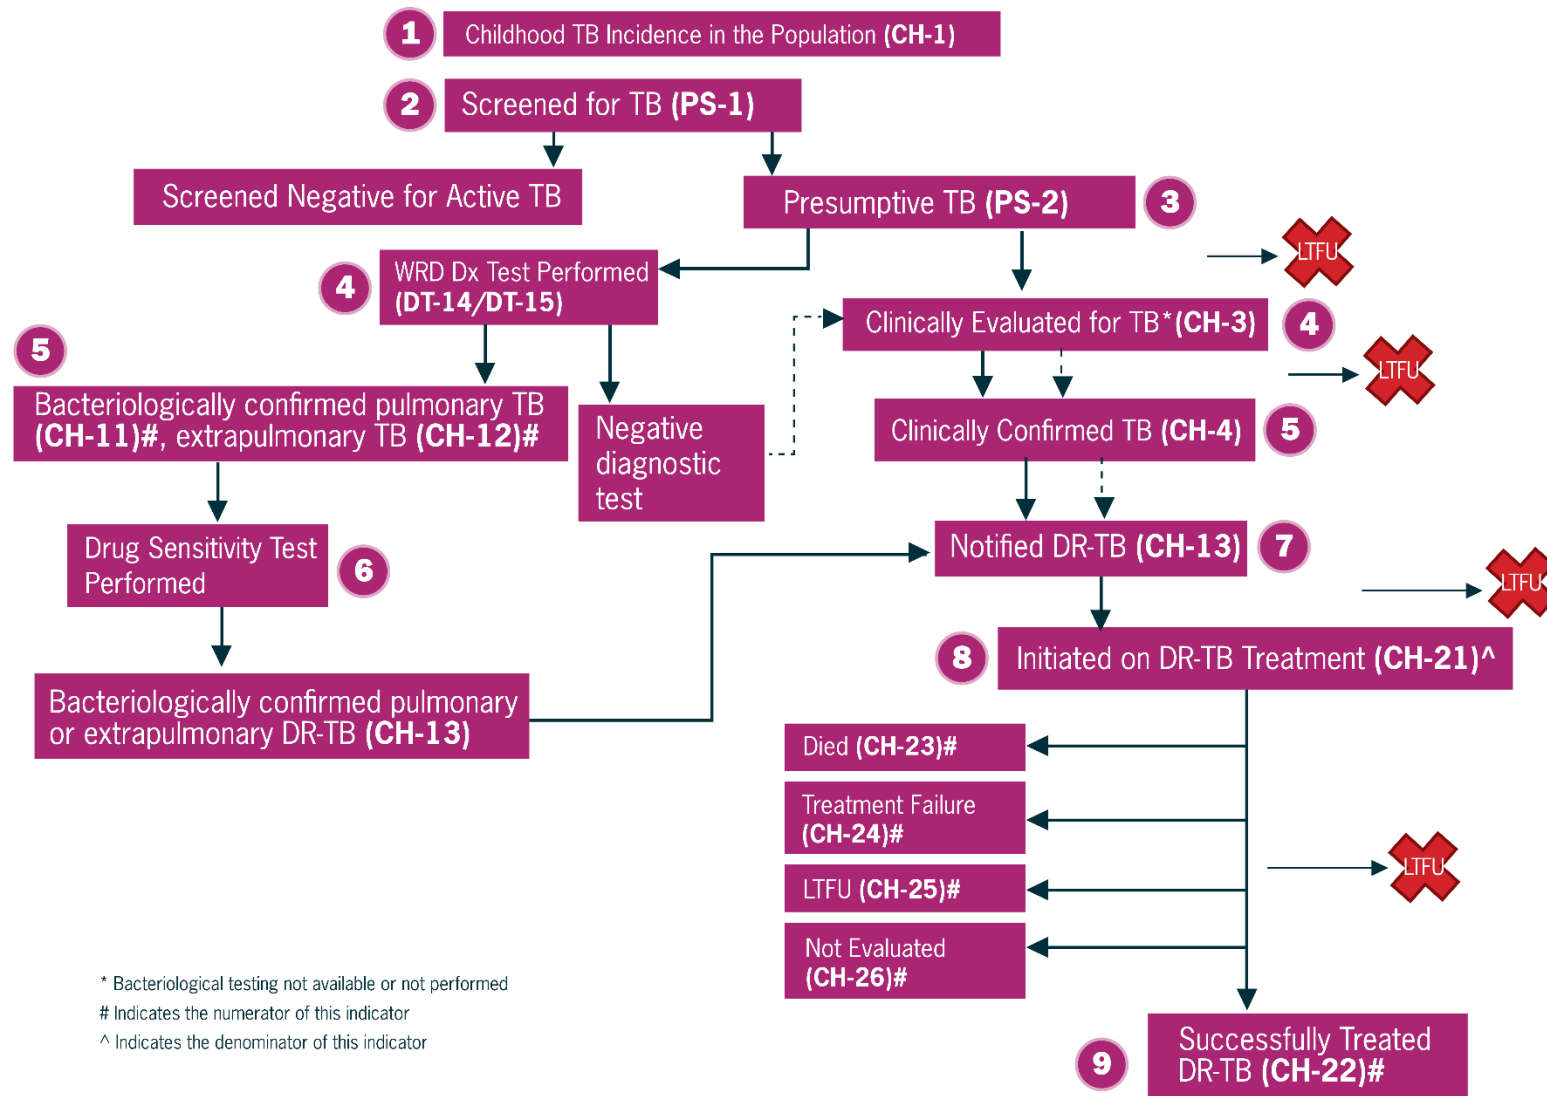 1
Childhood TB Incidence in the Population (CH-1)
2
Screened for TB (PS-1)
Screened Negative for Active TB
Presumptive TB (PS-2)
3
LTFU
4
WRD Dx Test Performed
(DT-14/DT-15)
Clinically Evaluated for TB*(CH-3)
4
LTFU
5
Bacteriologically confirmed pulmonary TB
(CH-11)#, extrapulmonary TB (CH-12)#
Negative
diagnostic
test
Clinically Confirmed TB (CH-4)
5
Drug Sensitivity Test
Performed
6
Notified DR-TB (CH-13)
7
LTFU
8
Initiated on DR-TB Treatment (CH-21)^
Bacteriologically confirmed pulmonary
or extrapulmonary DR-TB (CH-13)
Died (CH-23)#
Treatment Failure
(CH-24)#
LTFU
LTFU (CH-25)#
Not Evaluated
(CH-26)#
* Bacteriological testing not available or not performed
# Indicates the numerator of this indicator
^ Indicates the denominator of this indicator
9
Successfully Treated
DR-TB (CH-22)#